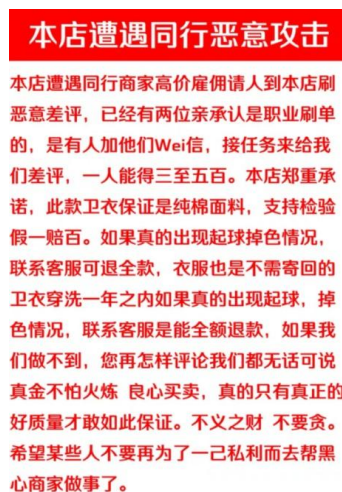 本店遭遇同行恶意攻击
本店遭遇同行商家高价雇佣请人到本店刷
恶意差评，已经有两位亲承认是职业刷单
的，是有人加他们Wei信，接任务来给我
们差评，一人能得三至五百。本店郑重承
诺，此款卫衣保证是纯棉面料，支持检验
假一赔百。如果真的出现起球掉色情况，
联系客服可退全款，衣服也是不需寄回的
卫衣穿洗一年之内如果真的出现起球，掉
色情况，联系客服是能全额退款，如果我
们做不到，您再怎样评论我们都无话可说
真金不怕火炼 良心买卖，真的只有真正的
好质量才敢如此保证。不义之财 不要贪。
希望某些人不要再为了一己私利而去帮黑
心商家做事了。